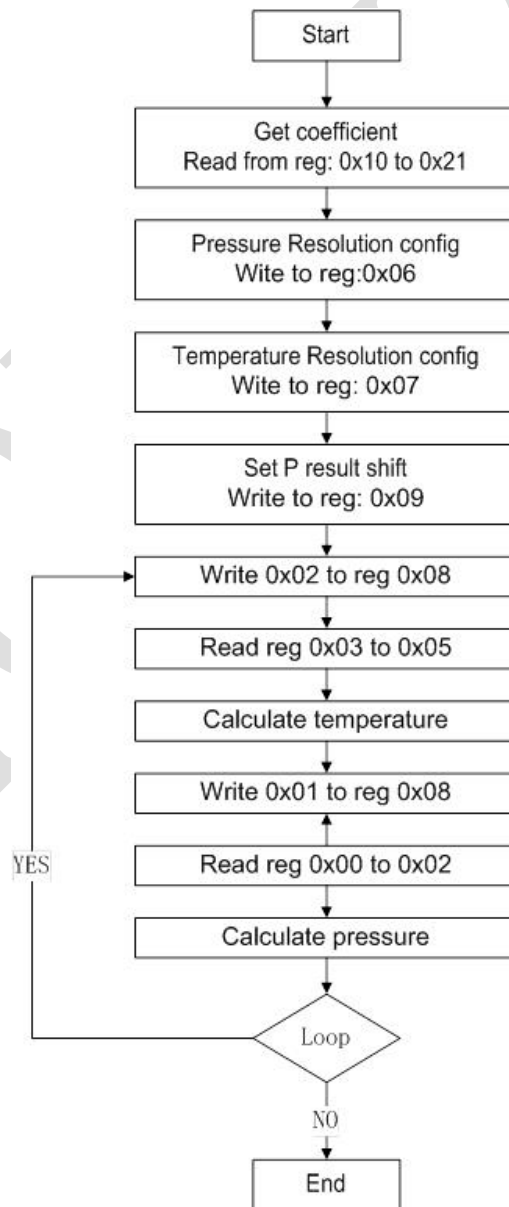 Start
Get coefficient
Read from reg: 0x10 to 0x21
Pressure Resolution config
Wite to reg:0x06
Temperature Resolution config
Wite to reg: 0x07
Set P result shift
Write to reg: 0x09
Write 0x02 to reg 0x08
Read reg 0x03 to 0x05
Calculate temperature
Write 0x01 to reg 0x08
YES
Read reg 0x00 to 0x02
Calculate pressure
Loop
NO
End